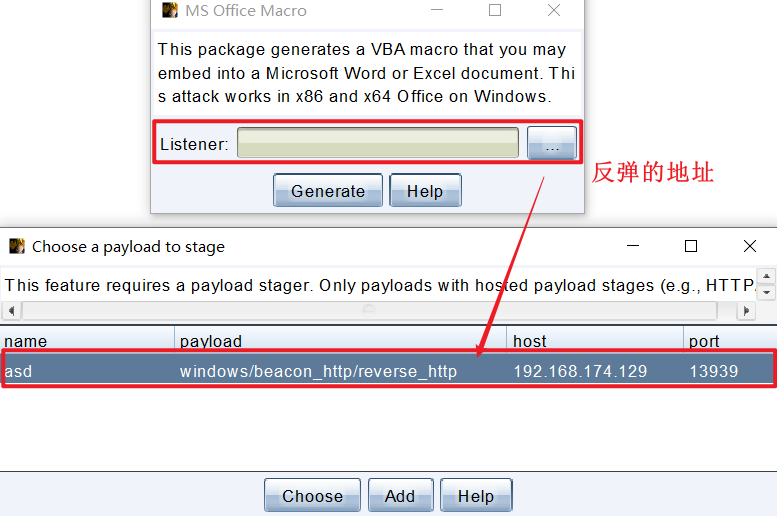 MS Office Macro
This package generates a VBA macro that you may
embed into a Microsoft Word or Excel document. Thi
s attack works in x86 and x64 Office on Windows.
Listener:
...
反弹的地址
Generate
Help
Choose a payload to stage
This feature requires a payload stager. Only payloads with hosted payload stages (e.g., HTTP
name
payload
host
port
asd
windows/beacon_http/reverse_http
192.168.174.129
13939
Choose
Add
Help